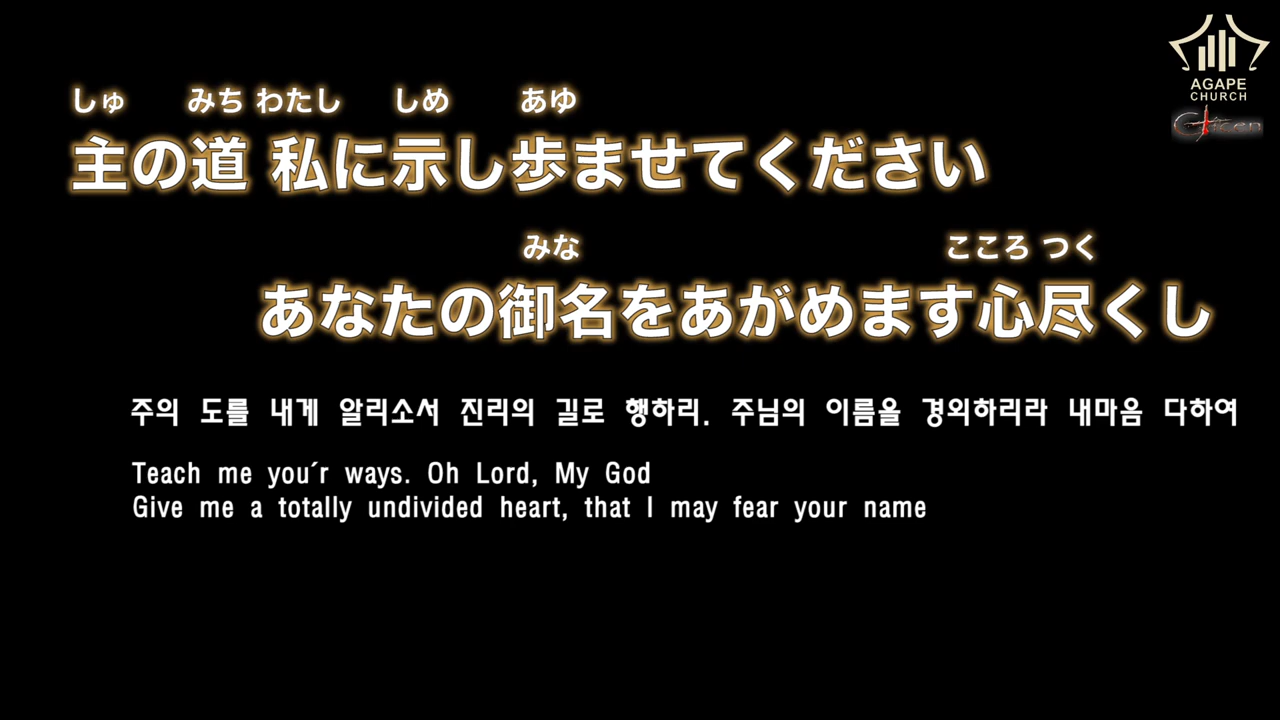 AGAPE
CHURCH
しゅ みち わたし しめ あゆ
主の道 私に示し歩ませてください
みな こころ つく
あなたの御名をあがめます心尽くし
주의 도를 내게 알리소서 진리의 길로 행하리. 주님의 이름을 경외하리라 내마음 다하여
Teach me you´r ways. Oh Lord, My God
Give me a totally undivided heart, that I may fear your name